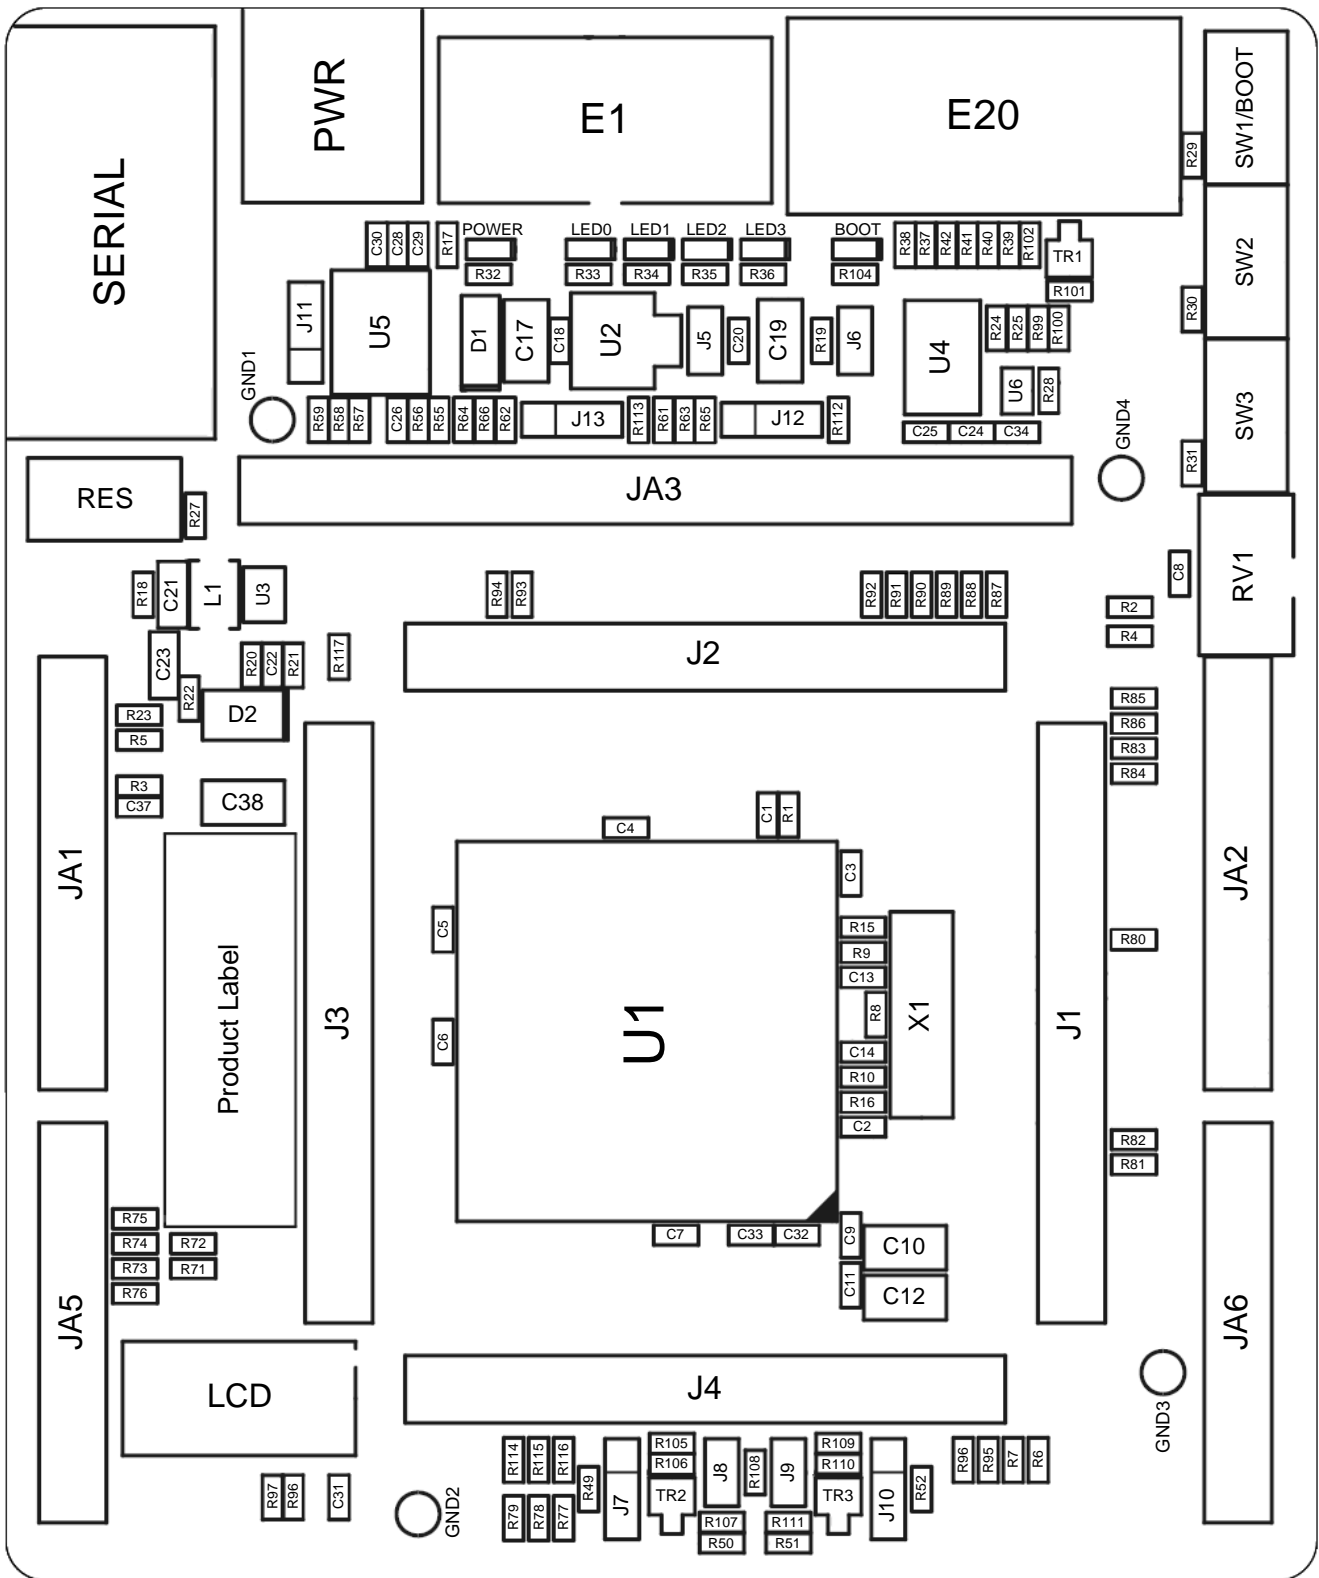 SERIAL
PWR
E1
E20
SW1/BOOT
R29
SW2
R30
SW3
R31
POWER
LED0
LED1
LED2
LED3
BOOT
C30
C28
C29
R17
R32
R33
R34
R35
R36
R104
R38
R37
R42
R41
R40
R39
R102
TR1
R101
J11
U5
D1
C17
C18
U2
J5
C20
C19
R19
J6
U4
R24
R25
R99
R100
U6
R28
GND1
R59
R58
R57
C26
R56
R55
R64
R66
R62
J13
R113
R61
R63
R65
J12
R112
C25
C24
C34
GND4
RES
R27
JA3
RV1
C8
R18
C21
L1
U3
R94
R93
R92
R91
R90
R89
R88
R87
R2
R4
C23
R20
C22
R21
R117
J2
R22
D2
R23
R5
R85
R86
R83
R84
R3
C37
C38
JA1
JA2
C4
C1
R1
C3
C5
R15
R9
C13
R80
Product Label
J3
C6
U1
R8
X1
J1
C14
R10
R16
C2
R82
R81
R75
R74
R73
R76
R72
R71
C7
C33
C32
C9
C10
C11
C12
JA5
JA6
LCD
J4
GND3
R97
R96
C31
GND2
R114
R115
R116
R79
R78
R77
R49
J7
R105
R106
TR2
J8
R107
R50
R108
J9
R111
R51
R109
R110
TR3
J10
R52
R96
R95
R7
R6